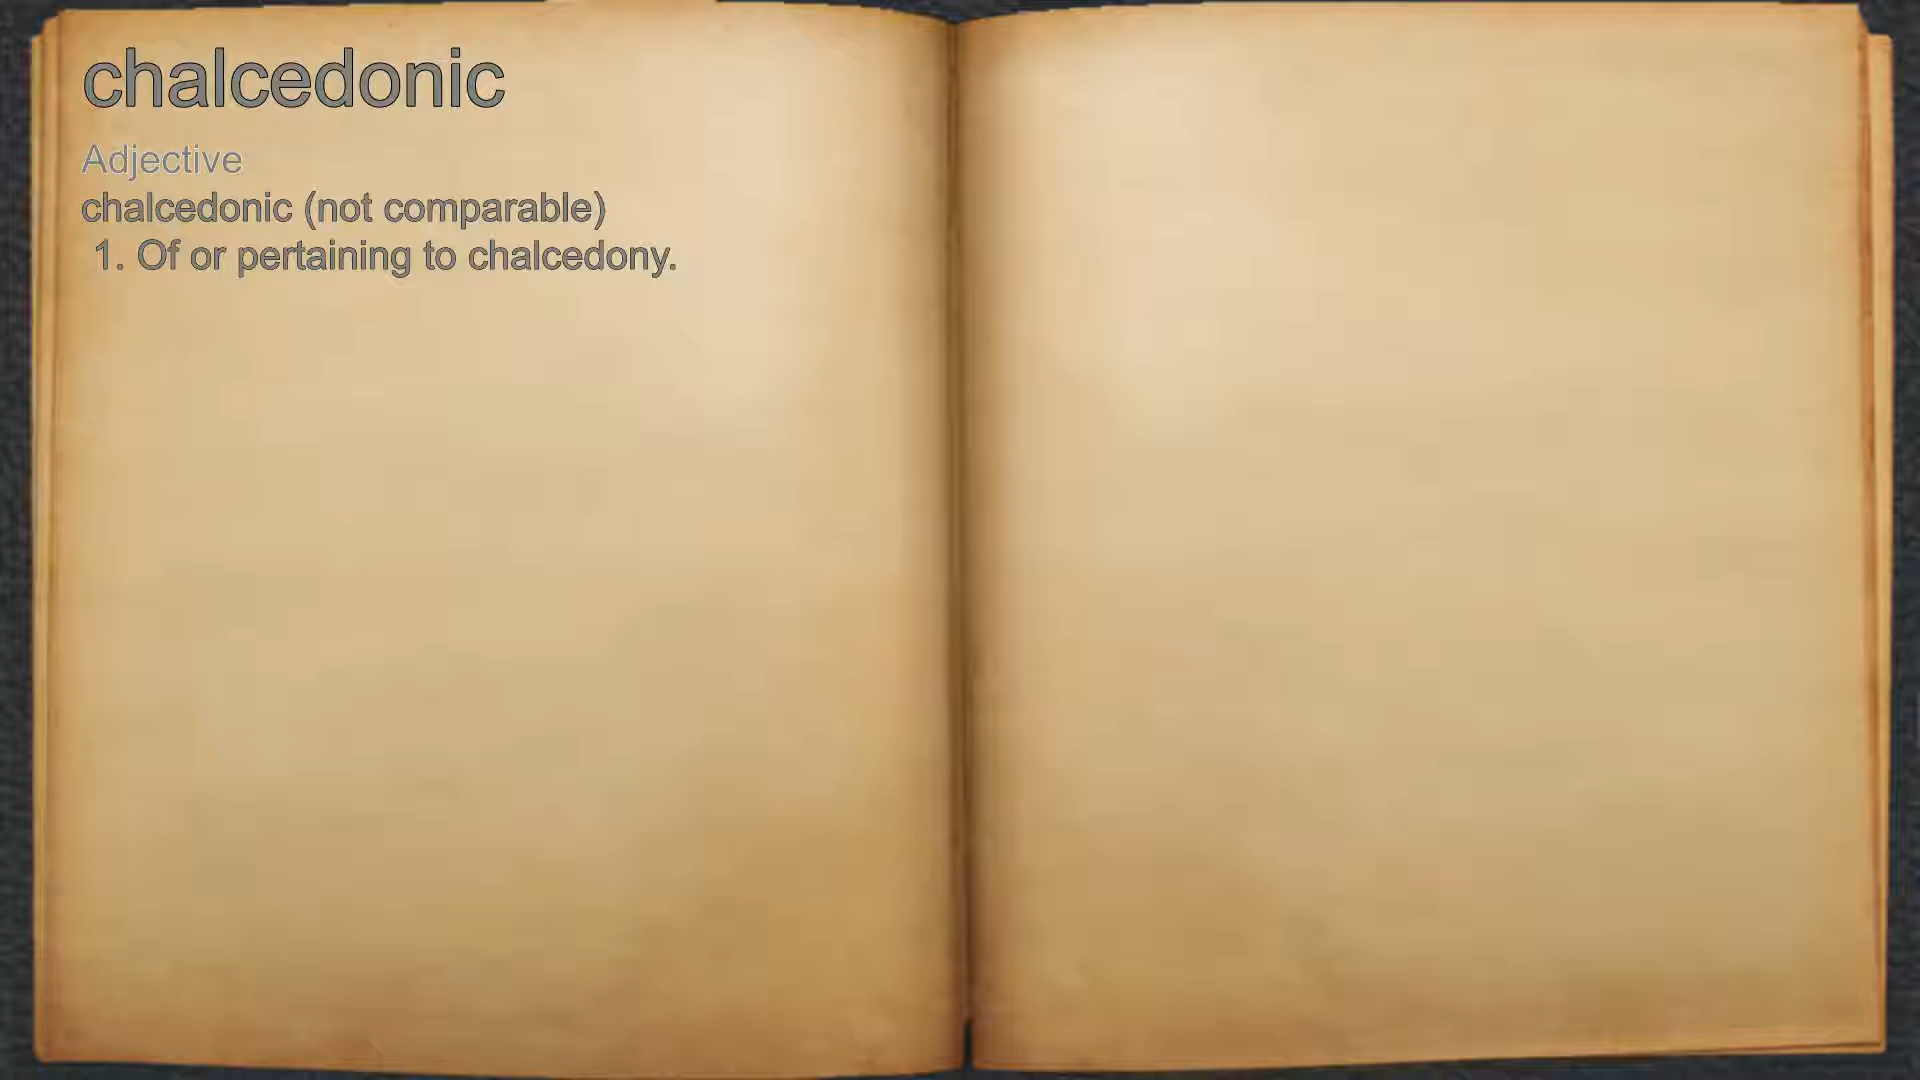 chalcedonic
Adjective
chalcedonic (not comparable)
1. Of or pertaining to chalcedony.